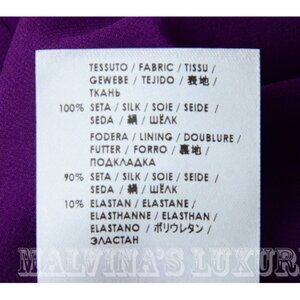 TESSUTO / FABRIC / TISSU /
GEWEBE / TEJIDO / 表地 /
ТКАНЬ
100% SETA / SILK / SOIE / SEIDE /
SEDA / 絹 / ШЁЛК
FODERA / LINING / DOUBLURE /
FUTTER / FORRO / 裏地 /
ПОДКЛАДКА
90% SETA / SILK / SOIE / SEIDE /
SEDA / 絹 / ШЁЛК
10% ELASTAN / ELASTANE /
ELASTHANNE / ELASTHAN /
ELASTANO / ポリウレタン /
ЭЛАСТАН
MALVINA'S LUXUR